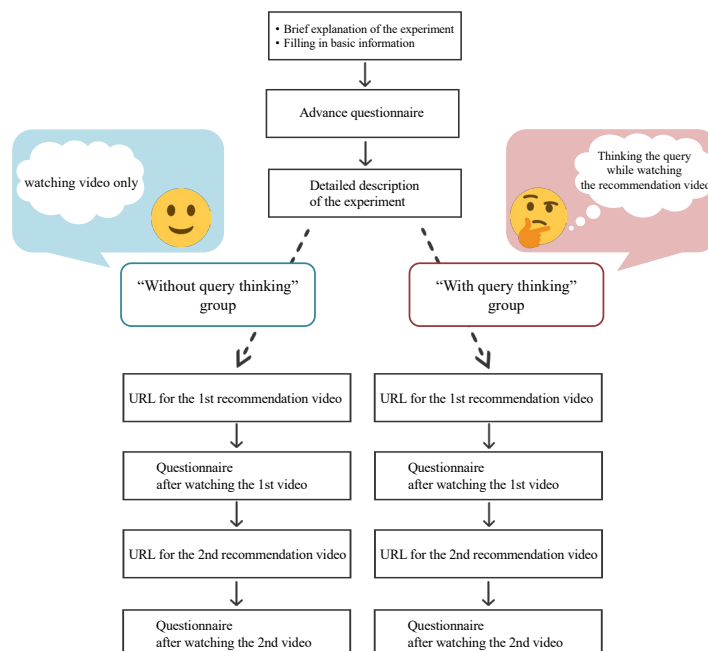 • Brief explanation of the experiment
• Filling in basic information
Advance questionnaire
watching video only
Thinking the query
while watching
the recommendation video
Detailed description
of the experiment
“Without query thinking”
group
“With query thinking”
group
URL for the 1st recommendation video
URL for the 1st recommendation video
Questionnaire
after watching the 1st video
Questionnaire
after watching the 1st video
URL for the 2nd recommendation video
URL for the 2nd recommendation video
Questionnaire
after watching the 2nd video
Questionnaire
after watching the 2nd video